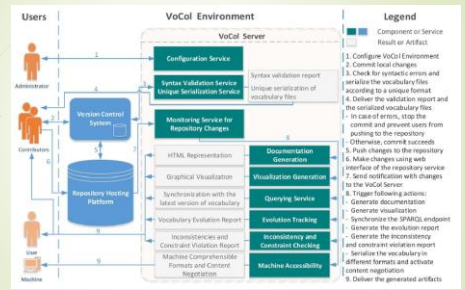 Users
VoCol Environment
Legend
VoCol Server
Component or Service
Result or Artifact
Administrator
Contributors
User
Machine
Version Control
System
Repository Hosting
Platform
Configuration Service
Syntax Validation Service
Unique Serialization Service
Syntax validation report
Unique serialization of
vocabulary files
Monitoring Service for
Repository Changes
HTML Representation
Documentation
Generation
Graphical Visualization
Visualization Generation
Synchronization with the
latest version of vocabulary
Querying Service
Vocabulary Evolution Report
Evolution Tracking
Inconsistencies and
Constraint Violation Report
Inconsistency and
Constraint Checking
Machine Comprehensible
Formats and Content
Negotiation
Machine Accessibility
1
4
2
3
5
6
7
8
9
9
1. Configure VoCol Environment
2. Commit local changes
3. Check for syntactic errors and
serialize the vocabulary files
according to a unique format
4. Deliver the validation report and
the serialized vocabulary files
- In case of errors, stop the
commit and prevent users from
pushing to the repository
- Otherwise, commit succeeds
5. Push changes to the repository
6. Make changes using web
interface of the repository service
7. Send notification with changes
to the VoCol Server
8. Trigger following actions:
- Generate documentation
- Generate visualization
- Synchronize the SPARQL endpoint
- Generate the evolution report
- Generate the inconsistency
and constraint violation report
- Serialize the vocabulary in
different formats and activate
content negotiation
9. Deliver the generated artifacts